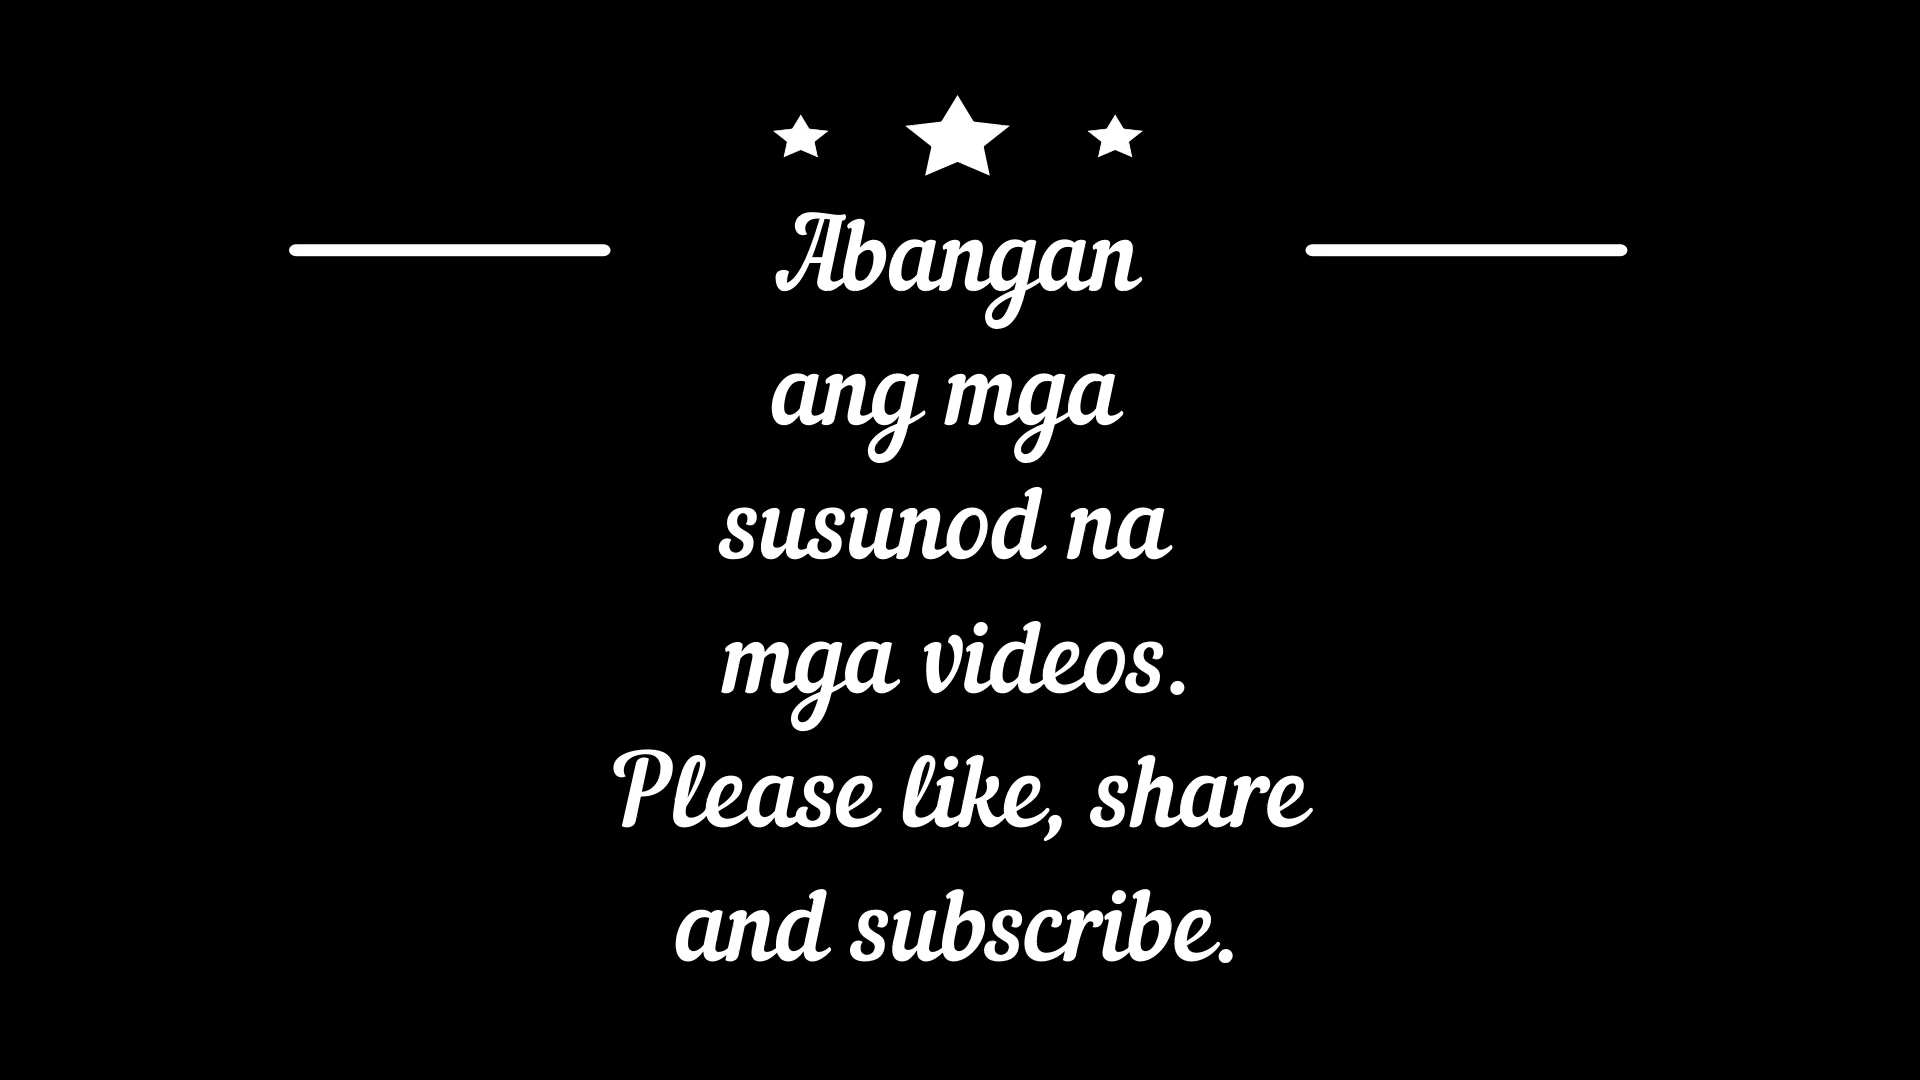 Abangan
ang mga
susunod na
mga videos.
Please like, share
and subscribe.